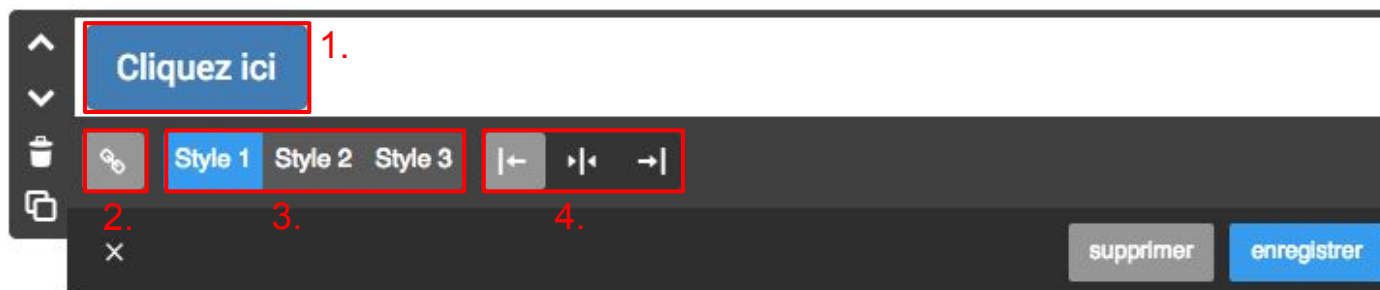 Cliquez ici
1.
Style 1 Style 2 Style 3
2.
3.
4.
supprimer
enregistrer